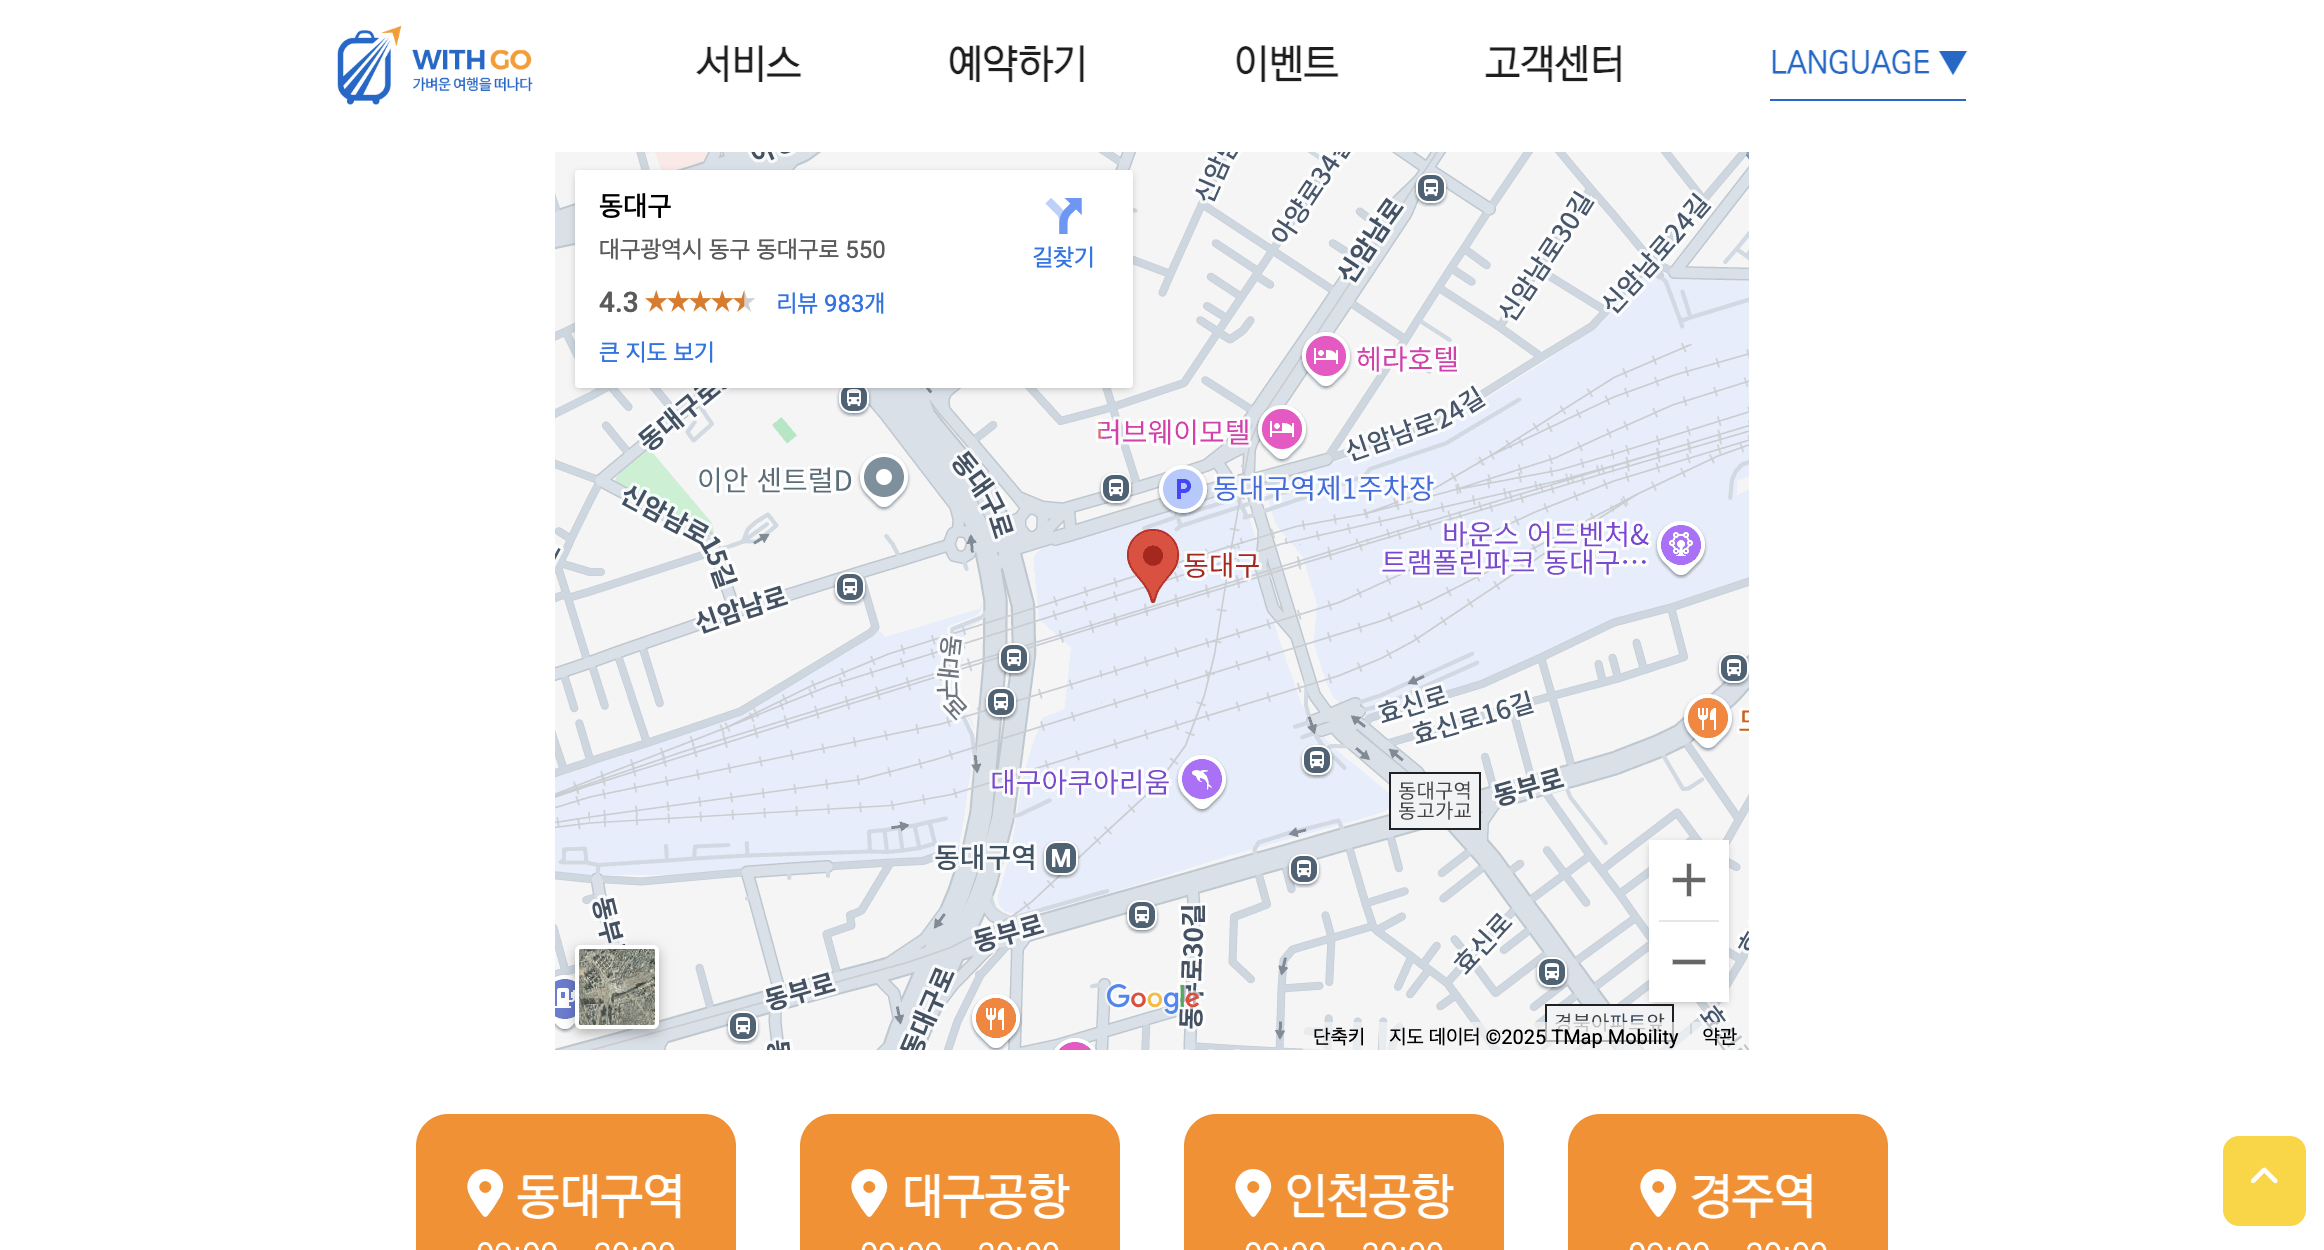 WITH GO
가벼운 여행을 떠나다
서비스
예약하기
이벤트
고객센터
LANGUAGE ▼
동대구
대구광역시 동구 동대구로 550
길찾기
4.3
리뷰 983개
큰 지도 보기
아양로34길
신암남로
신암남로30길
신암남로24길
헤라호텔
동대구로
러브웨이모텔
신암남로24길
이안 센트럴D
동대구로
P
동대구역제1주차장
신암남로15길
바운스 어드벤처&
트램폴린파크 동대구…
동대구
신암남로
동대구로
효신로
효신로16길
대구아쿠아리움
동대구역
동고가교
동부로
동대구역
M
동부로
동부로30길
효신로
동부로
동대구로
Google
경북아파트앞
단축키
지도 데이터 ©2025 TMap Mobility
약관
동대구역
대구공항
인천공항
경주역